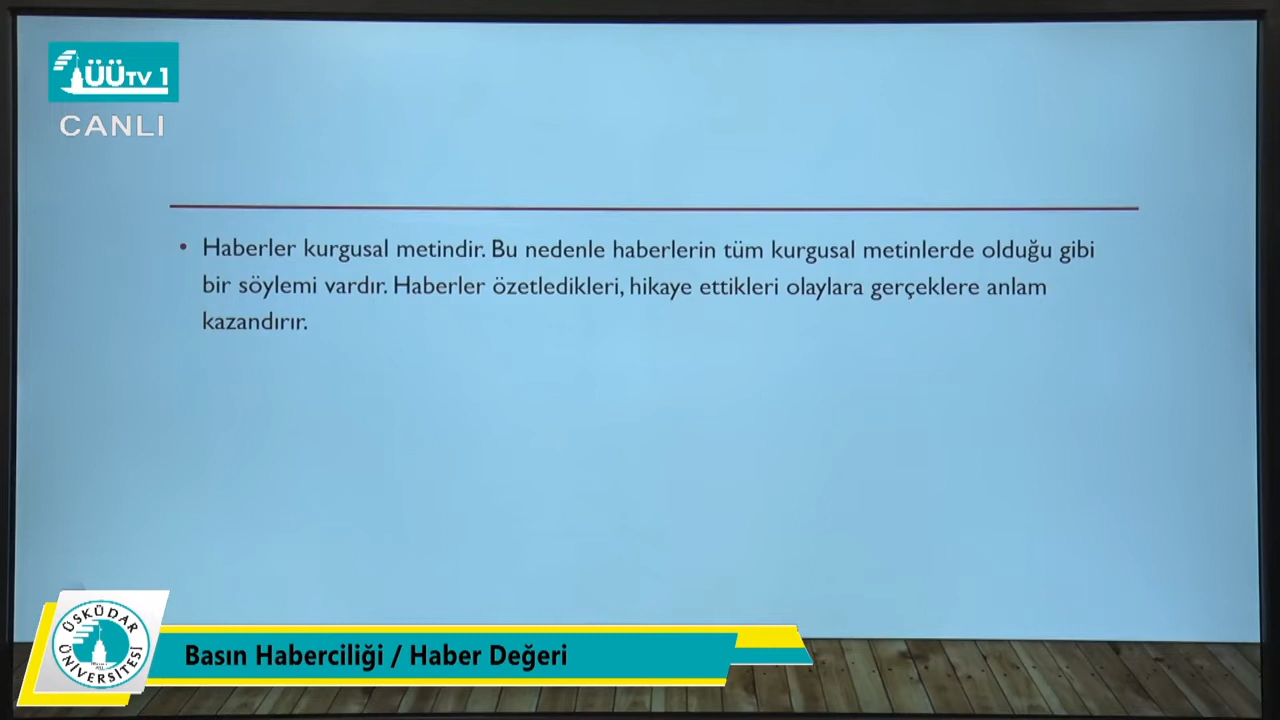 ÜÜTV 1
CANLI
• Haberler kurgusal metindir. Bu nedenle haberlerin tüm kurgusal metinlerde olduğu gibi
bir söylemi vardır. Haberler özetledikleri, hikaye ettikleri olaylara gerçeklere anlam
kazandırır.
ÜSKÜDAR
ÜNİVERSİTESİ
Basın Haberciliği / Haber Değeri